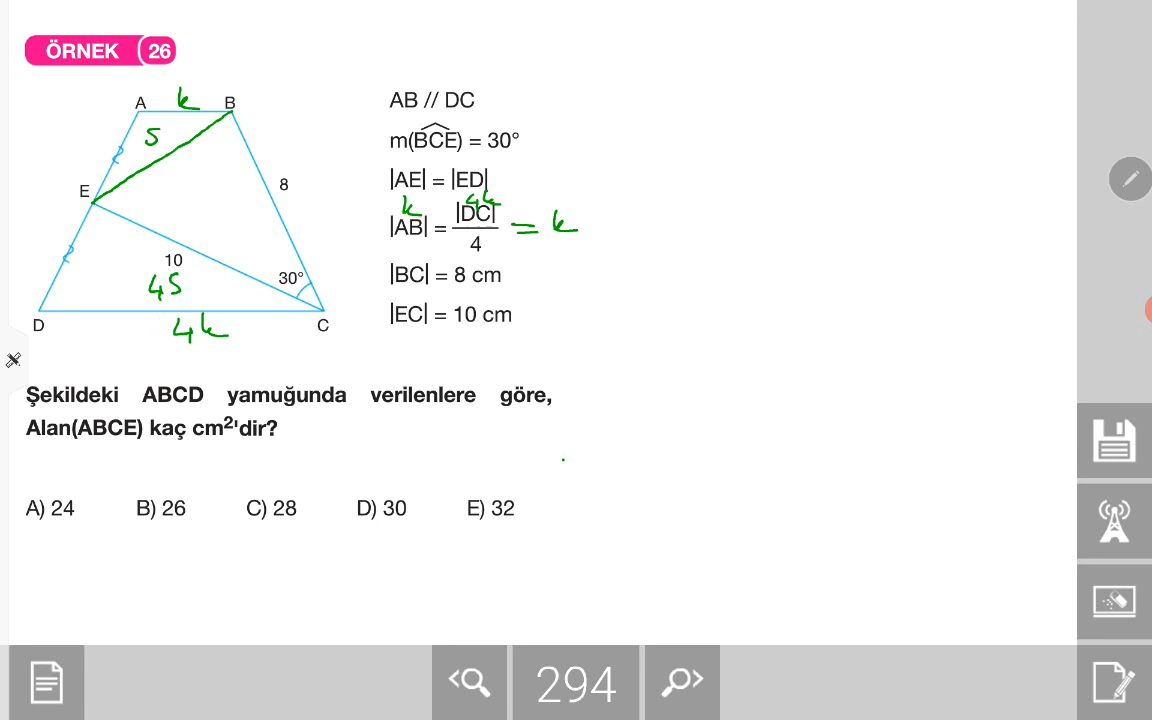 ÖRNEK 26
A k B
AB // DC
S
m(BCE) = 30°
|AE| = |ED|
E
8
k 4k
|AB| = |DC| / 4 = k
10
30°
|BC| = 8 cm
4S
|EC| = 10 cm
D 4k C
Şekildeki ABCD yamuğunda verilenlere göre,
Alan(ABCE) kaç cm²'dir?
A) 24 B) 26 C) 28 D) 30 E) 32
294